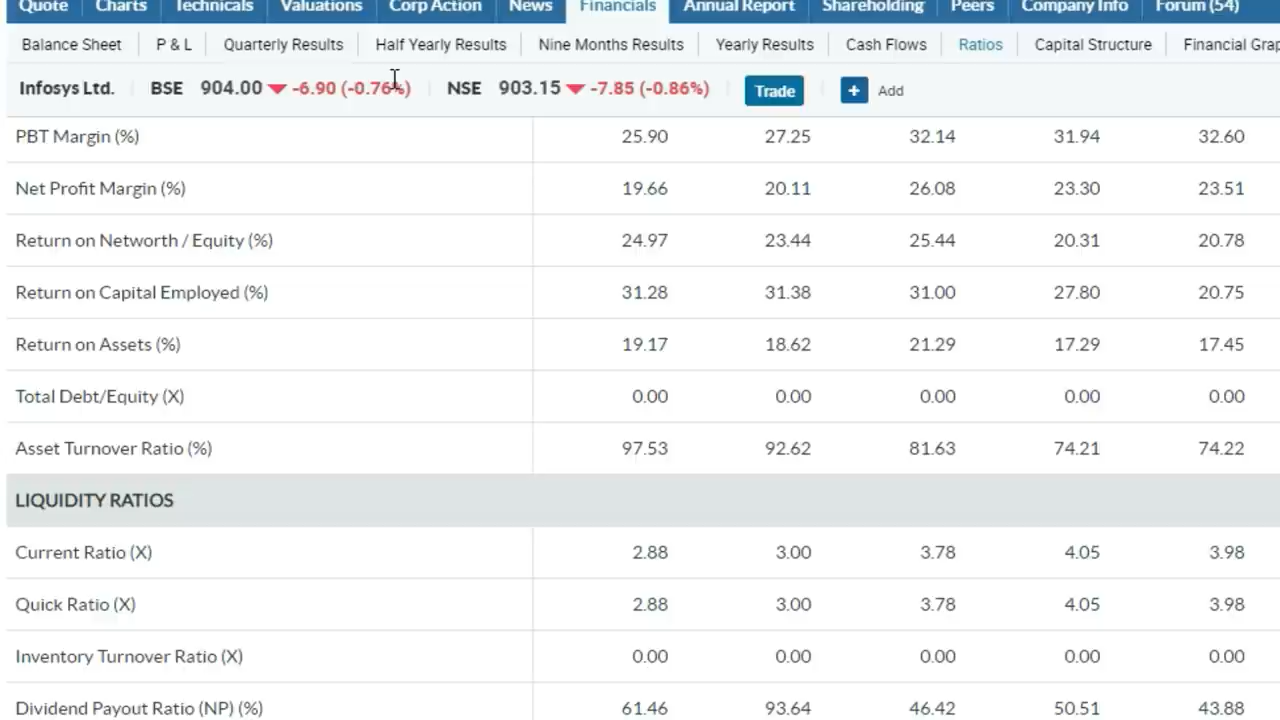 Quote Charts Technicals Valuations Corp Action News Financials Annual Report Shareholding Peers Company Info Forum (54)
Balance Sheet P & L Quarterly Results Half Yearly Results Nine Months Results Yearly Results Cash Flows Ratios Capital Structure Financial Grap
Infosys Ltd. BSE 904.00 -6.90 (-0.76%) NSE 903.15 -7.85 (-0.86%) Trade + Add
PBT Margin (%) 25.90 27.25 32.14 31.94 32.60
Net Profit Margin (%) 19.66 20.11 26.08 23.30 23.51
Return on Networth / Equity (%) 24.97 23.44 25.44 20.31 20.78
Return on Capital Employed (%) 31.28 31.38 31.00 27.80 20.75
Return on Assets (%) 19.17 18.62 21.29 17.29 17.45
Total Debt/Equity (X) 0.00 0.00 0.00 0.00 0.00
Asset Turnover Ratio (%) 97.53 92.62 81.63 74.21 74.22
LIQUIDITY RATIOS
Current Ratio (X) 2.88 3.00 3.78 4.05 3.98
Quick Ratio (X) 2.88 3.00 3.78 4.05 3.98
Inventory Turnover Ratio (X) 0.00 0.00 0.00 0.00 0.00
Dividend Payout Ratio (NP) (%) 61.46 93.64 46.42 50.51 43.88